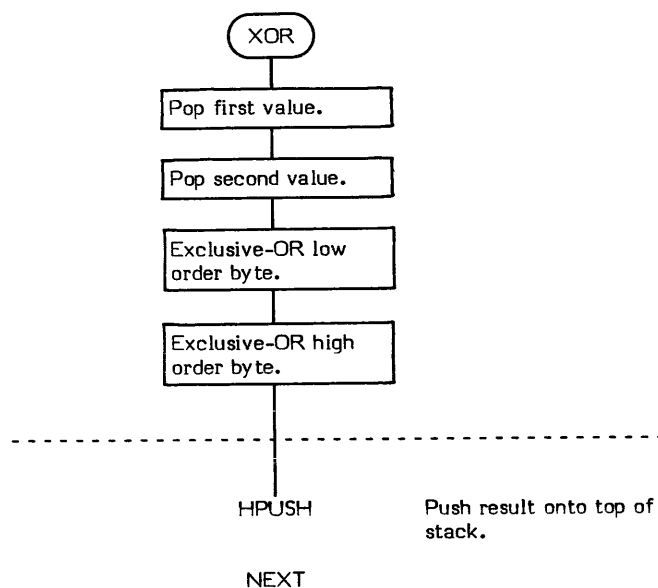 XOR
Pop first value.
Pop second value.
Exclusive-OR low
order byte.
Exclusive-OR high
order byte.
HPUSH
Push result onto top of
stack.
NEXT